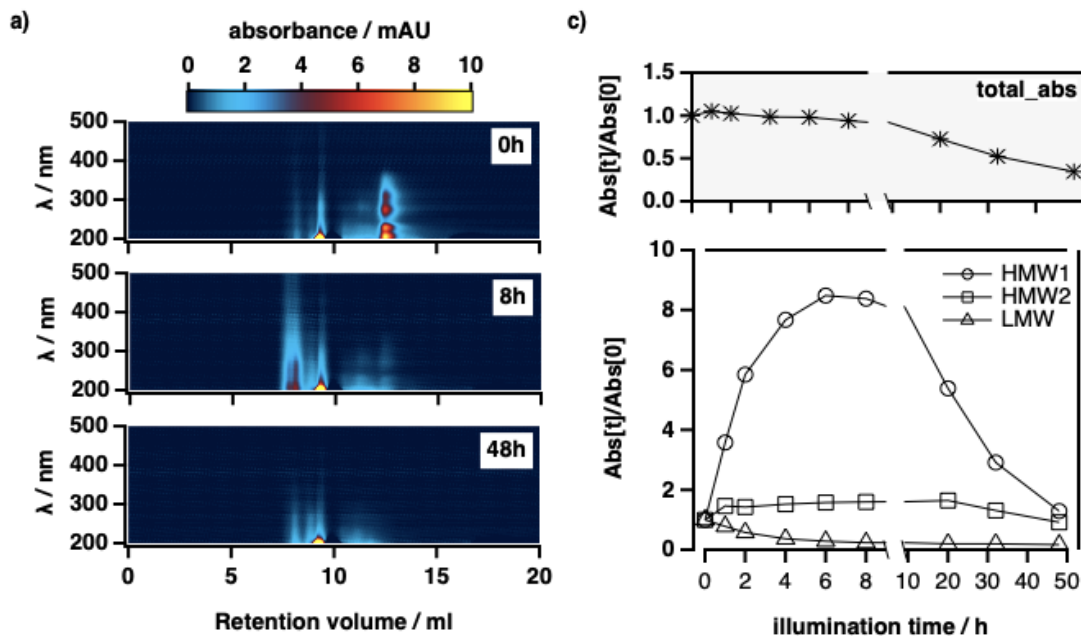 a)
absorbance / mAU
0 2 4 6 8 10
500
400
300
200
λ / nm
0h
500
400
300
200
λ / nm
8h
500
400
300
200
λ / nm
48h
0 5 10 15 20
Retention volume / ml
c)
1.5
1.0
0.5
0.0
Abs[t]/Abs[0]
total_abs
10
8
6
4
2
0
Abs[t]/Abs[0]
HMW1
HMW2
LMW
0 2 4 6 8 10 20 30 40 50
illumination time / h